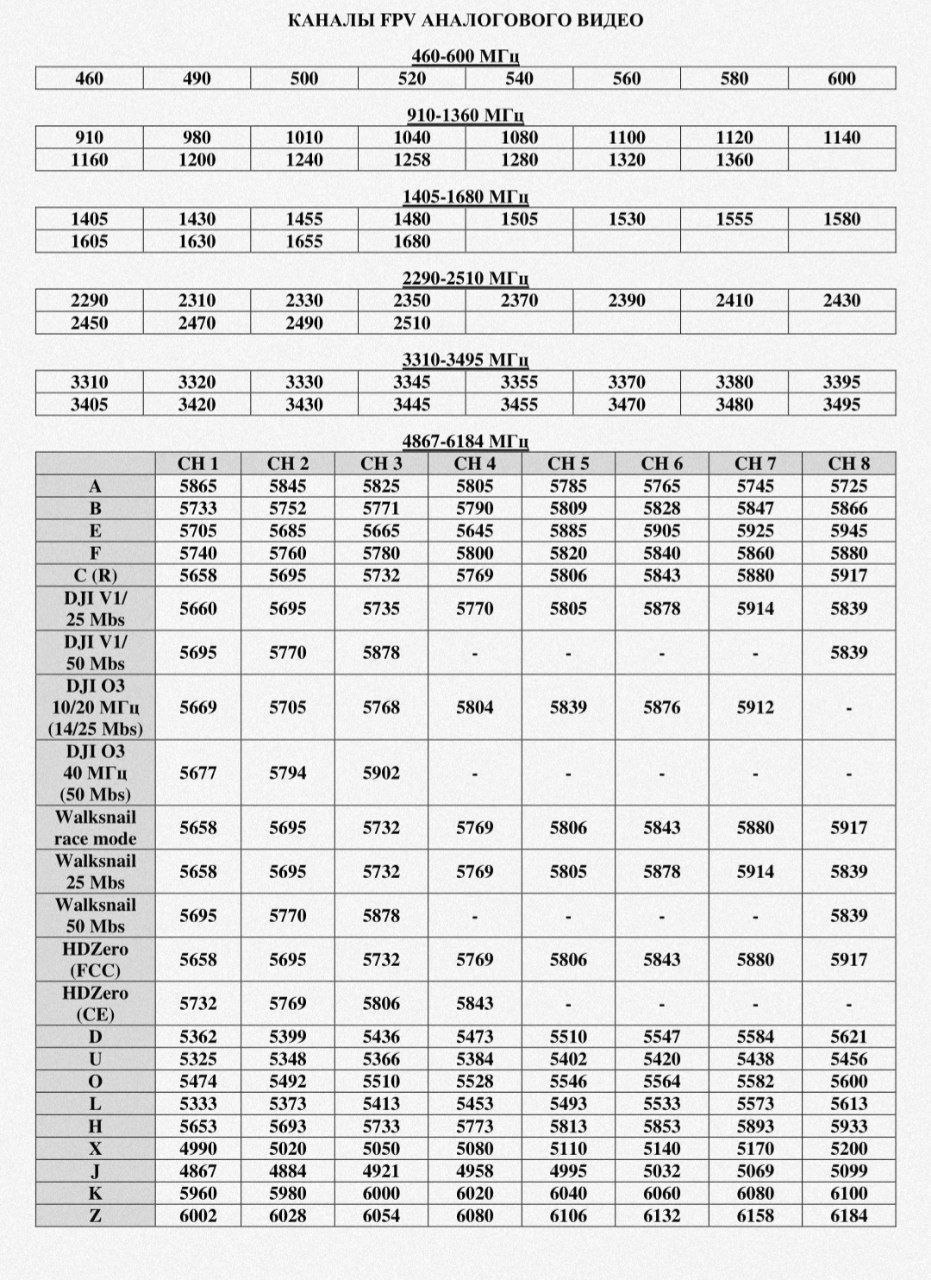 КАНАЛЫ FPV АНАЛОГОВОГО ВИДЕО
460-600 МГц
460 490 500 520 540 560 580 600
910-1360 МГц
910 980 1010 1040 1080 1100 1120 1140
1160 1200 1240 1258 1280 1320 1360
1405-1680 МГц
1405 1430 1455 1480 1505 1530 1555 1580
1605 1630 1655 1680
2290-2510 МГц
2290 2310 2330 2350 2370 2390 2410 2430
2450 2470 2490 2510
3310-3495 МГц
3310 3320 3330 3345 3355 3370 3380 3395
3405 3420 3430 3445 3455 3470 3480 3495
4867-6184 МГц
CH 1 CH 2 CH 3 CH 4 CH 5 CH 6 CH 7 CH 8
A 5865 5845 5825 5805 5785 5765 5745 5725
B 5733 5752 5771 5790 5809 5828 5847 5866
E 5705 5685 5665 5645 5885 5905 5925 5945
F 5740 5760 5780 5800 5820 5840 5860 5880
C (R) 5658 5695 5732 5769 5806 5843 5880 5917
DJI V1/
25 Mbs 5660 5695 5735 5770 5805 5878 5914 5839
DJI V1/
50 Mbs 5695 5770 5878 - - - - 5839
DJI O3
10/20 МГц 5669 5705 5768 5804 5839 5876 5912 -
(14/25 Mbs)
DJI O3
40 МГц 5677 5794 5902 - - - - -
(50 Mbs)
Walksnail
race mode 5658 5695 5732 5769 5806 5843 5880 5917
Walksnail
25 Mbs 5658 5695 5732 5769 5805 5878 5914 5839
Walksnail
50 Mbs 5695 5770 5878 - - - - 5839
HDZero
(FCC) 5658 5695 5732 5769 5806 5843 5880 5917
HDZero
(CE) 5732 5769 5806 5843 - - - -
D 5362 5399 5436 5473 5510 5547 5584 5621
U 5325 5348 5366 5384 5402 5420 5438 5456
O 5474 5492 5510 5528 5546 5564 5582 5600
L 5333 5373 5413 5453 5493 5533 5573 5613
H 5653 5693 5733 5773 5813 5853 5893 5933
X 4990 5020 5050 5080 5110 5140 5170 5200
J 4867 4884 4921 4958 4995 5032 5069 5099
K 5960 5980 6000 6020 6040 6060 6080 6100
Z 6002 6028 6054 6080 6106 6132 6158 6184